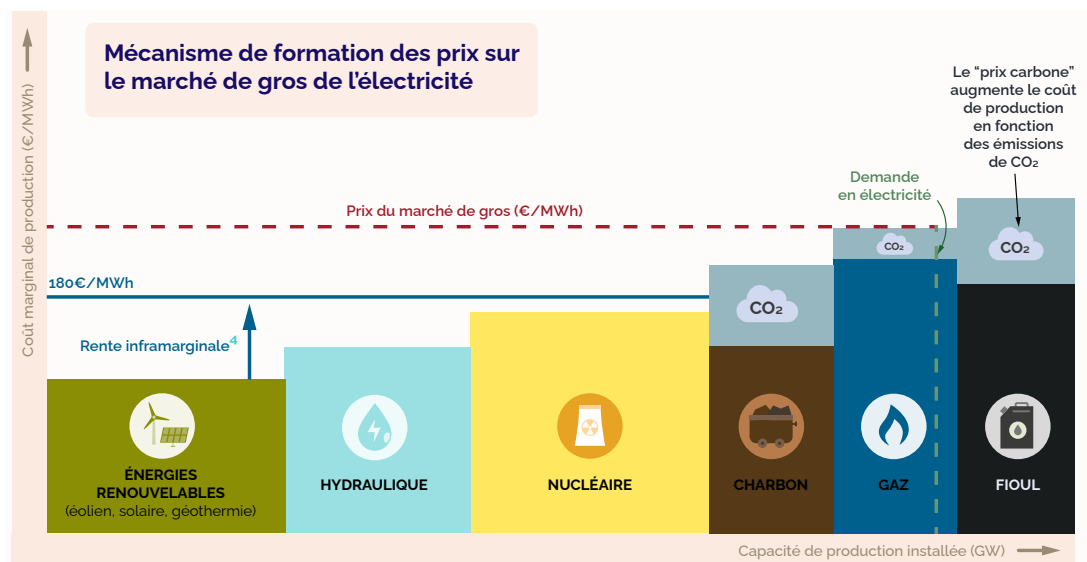 Mécanisme de formation des prix sur
le marché de gros de l'électricité
Coût marginal de production (€/MWh)
Le “prix carbone”
augmente le coût
de production
en fonction
des émissions
de CO₂
Demande
en électricité
Prix du marché de gros (€/MWh)
CO₂
CO₂
180€/MWh
CO₂
Rente inframarginale⁴
ÉNERGIES
RENOUVELABLES
(éolien, solaire, géothermie)
HYDRAULIQUE
NUCLÉAIRE
CHARBON
GAZ
FIOUL
Capacité de production installée (GW)